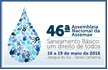 46ª Assembleia
Nacional da
Assemae
Saneamento Básico
um direito de todos
16 a 19 de maio de 2016
Jaraguá do Sul - Santa Catarina